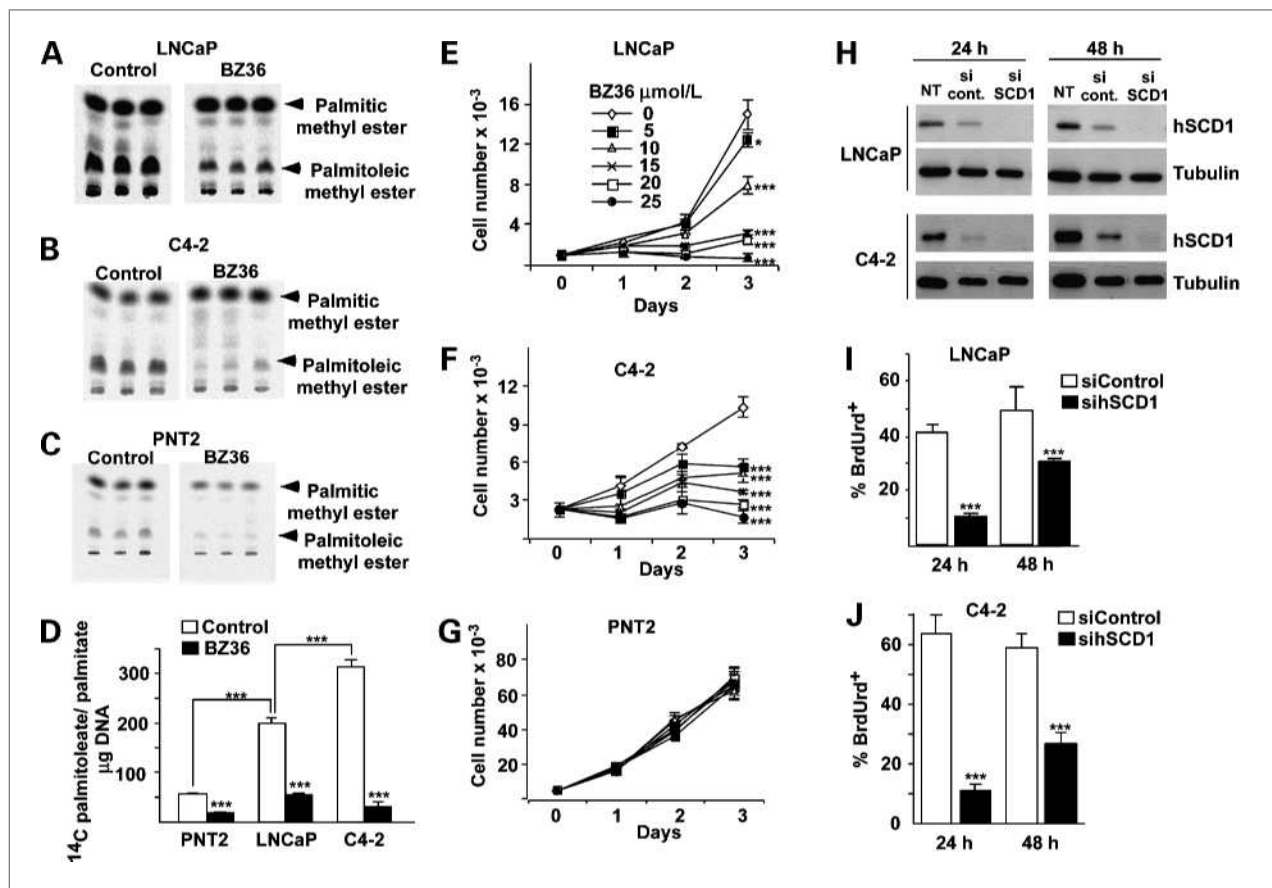 A
LNCaP
Control BZ36
Palmitic
methyl ester
Palmitoleic
methyl ester
B
C4-2
Control BZ36
Palmitic
methyl ester
Palmitoleic
methyl ester
C
PNT2
Control BZ36
Palmitic
methyl ester
Palmitoleic
methyl ester
D
14C palmitoleate/ palmitate
µg DNA
Control
BZ36
300
200
100
***
***
***
***
***
PNT2 LNCaP C4-2
E
LNCaP
Cell number x 10-3
BZ36 µmol/L
0
5
10
15
20
25
16
12
8
4
*
***
***
***
***
0 1 2 3
Days
F
C4-2
Cell number x 10-3
12
9
6
3
***
***
***
***
***
0 1 2 3
Days
G
PNT2
Cell number x 10-3
80
60
40
20
0 1 2 3
Days
H
24 h 48 h
NT si cont. si SCD1 NT si cont. si SCD1
LNCaP
hSCD1
Tubulin
C4-2
hSCD1
Tubulin
I
LNCaP
% BrdUrd+
siControl
sihSCD1
60
40
20
0
***
***
24 h 48 h
J
C4-2
% BrdUrd+
siControl
sihSCD1
60
40
20
0
***
***
24 h 48 h